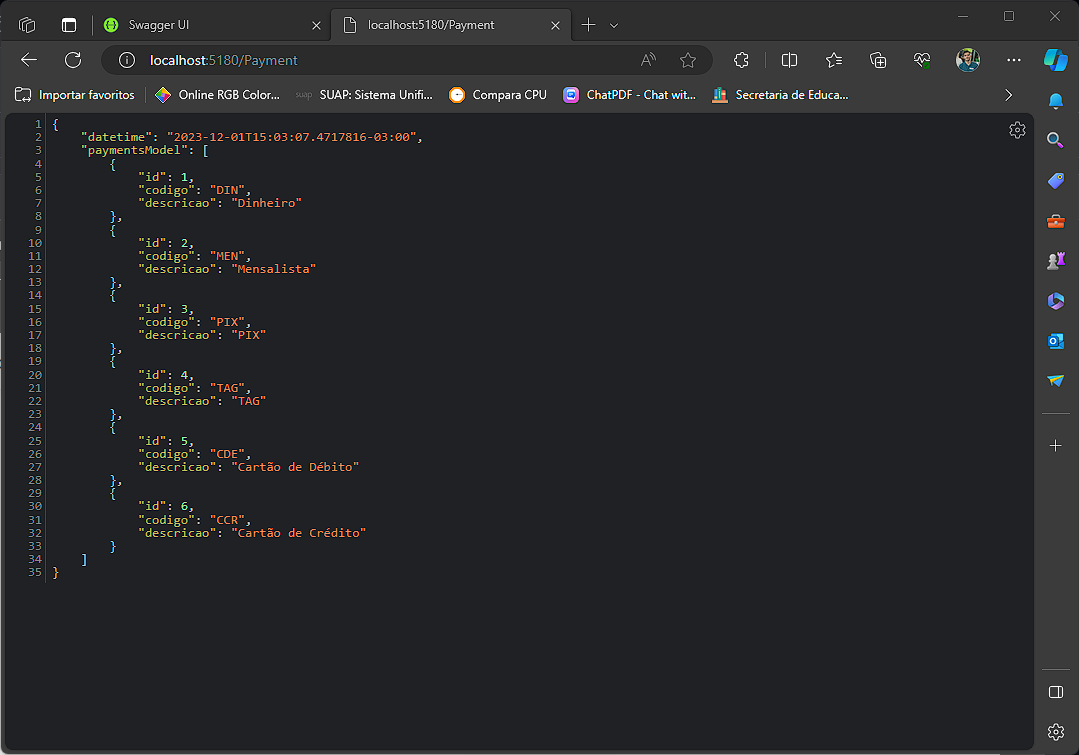 Swagger UI
localhost:5180/Payment
localhost:5180/Payment
Importar favoritos
Online RGB Color...
suap SUAP: Sistema Unifi...
Compara CPU
ChatPDF - Chat wit...
Secretaria de Educa...
1 {
2 "datetime": "2023-12-01T15:03:07.4717816-03:00",
3 "paymentsModel": [
4 {
5 "id": 1,
6 "codigo": "DIN",
7 "descricao": "Dinheiro"
8 },
9 {
10 "id": 2,
11 "codigo": "MEN",
12 "descricao": "Mensalista"
13 },
14 {
15 "id": 3,
16 "codigo": "PIX",
17 "descricao": "PIX"
18 },
19 {
20 "id": 4,
21 "codigo": "TAG",
22 "descricao": "TAG"
23 },
24 {
25 "id": 5,
26 "codigo": "CDE",
27 "descricao": "Cartão de Débito"
28 },
29 {
30 "id": 6,
31 "codigo": "CCR",
32 "descricao": "Cartão de Crédito"
33 }
34 ]
35 }